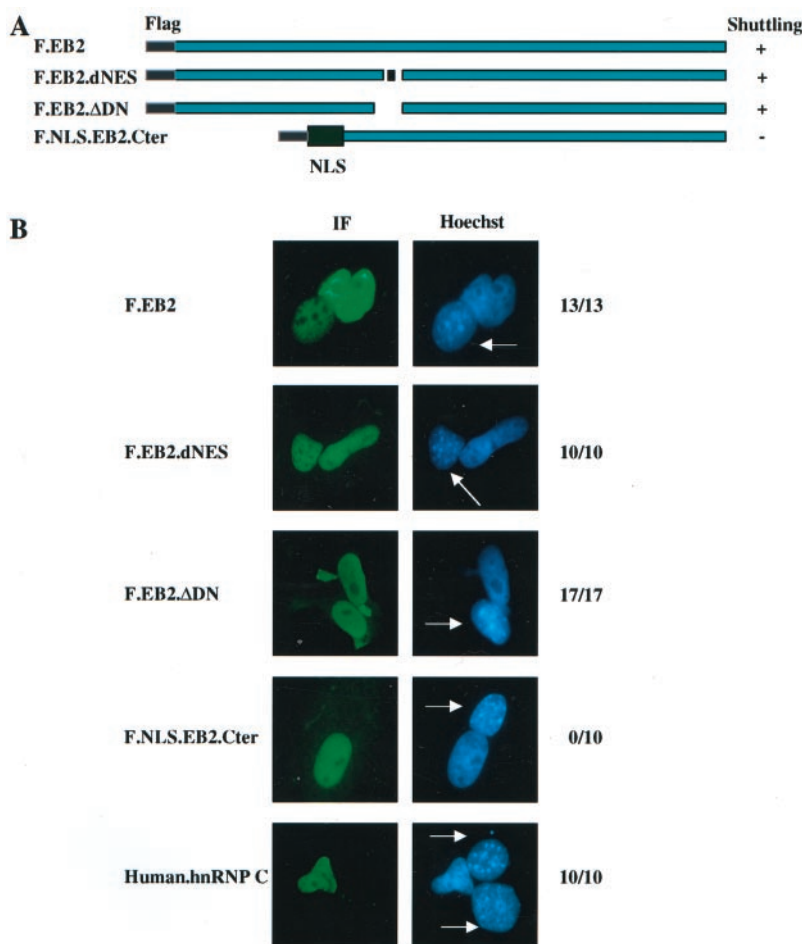 A Flag Shuttling
F.EB2 +
F.EB2.dNES +
F.EB2.ΔDN +
F.NLS.EB2.Cter -
NLS
B IF Hoechst
F.EB2 13/13
F.EB2.dNES 10/10
F.EB2.ΔDN 17/17
F.NLS.EB2.Cter 0/10
Human.hnRNP C 10/10